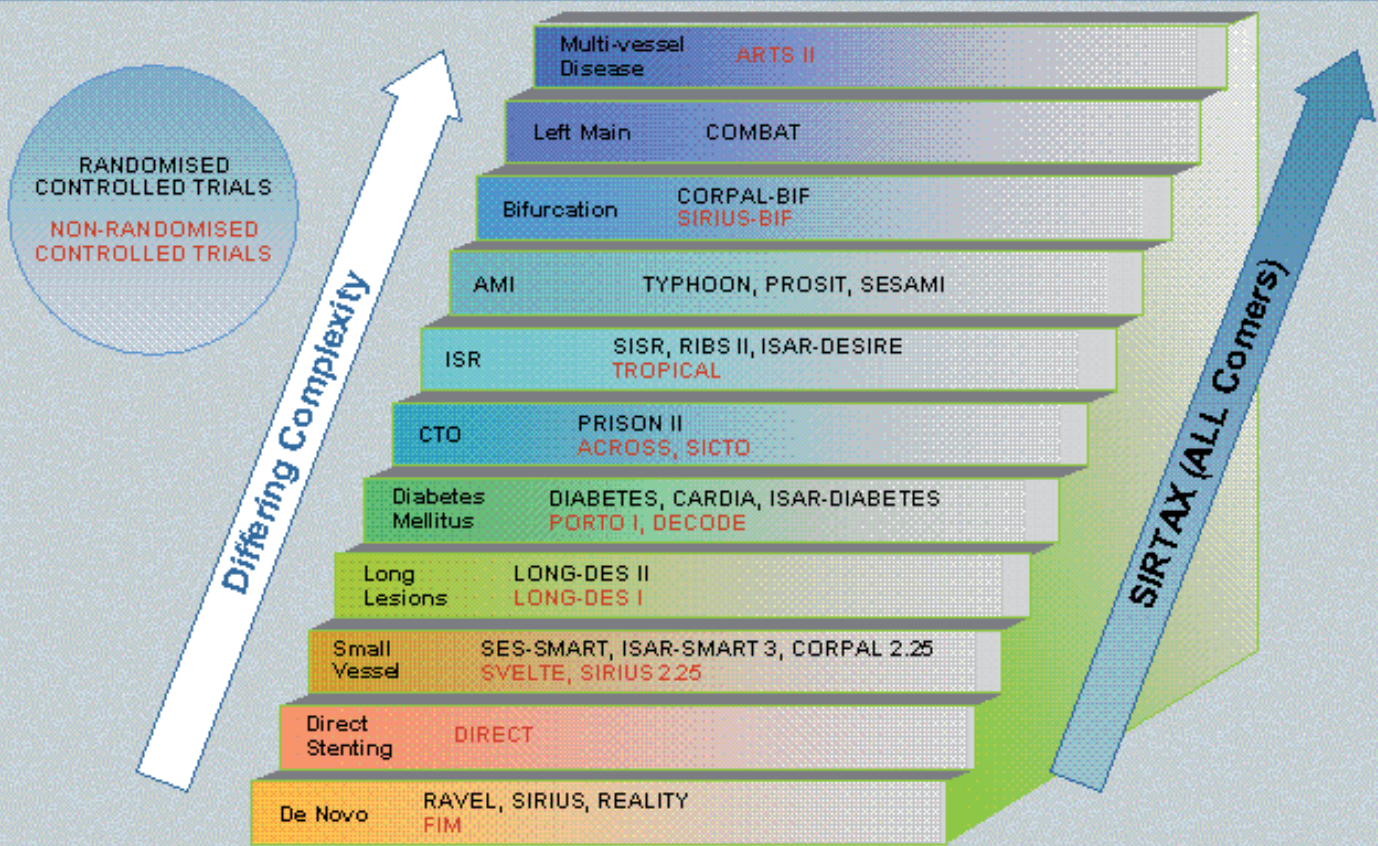 RANDOMISED
CONTROLLED TRIALS
NON-RANDOMISED
CONTROLLED TRIALS
Differing Complexity
Multi-vessel
Disease
ARTS II
Left Main
COMBAT
Bifurcation
CORPAL-BIF
SIRIUS-BIF
AMI
TYPHOON, PROSIT, SESAMI
ISR
SISR, RIBS II, ISAR-DESIRE
TROPICAL
CTO
PRISON II
ACROSS, SICTO
Diabetes
Mellitus
DIABETES, CARDIA, ISAR-DIABETES
PORTO I, DECODE
Long
Lesions
LONG-DES II
LONG-DES I
Small
Vessel
SES-SMART, ISAR-SMART 3, CORPAL 2.25
SVELTE, SIRIUS 2.25
Direct
Stenting
DIRECT
De Novo
RAVEL, SIRIUS, REALITY
FIM
SIRTAX (ALL Comers)